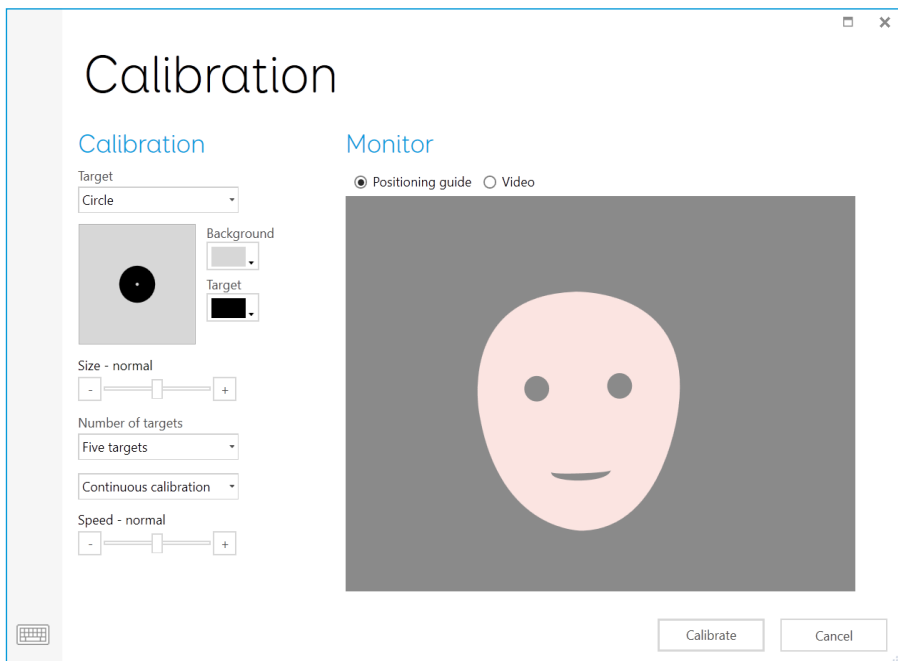 Calibration
Calibration
Target
Circle
Background
Target
Size - normal
- +
Number of targets
Five targets
Continuous calibration
Speed - normal
- +
Monitor
Positioning guide Video
Calibrate Cancel